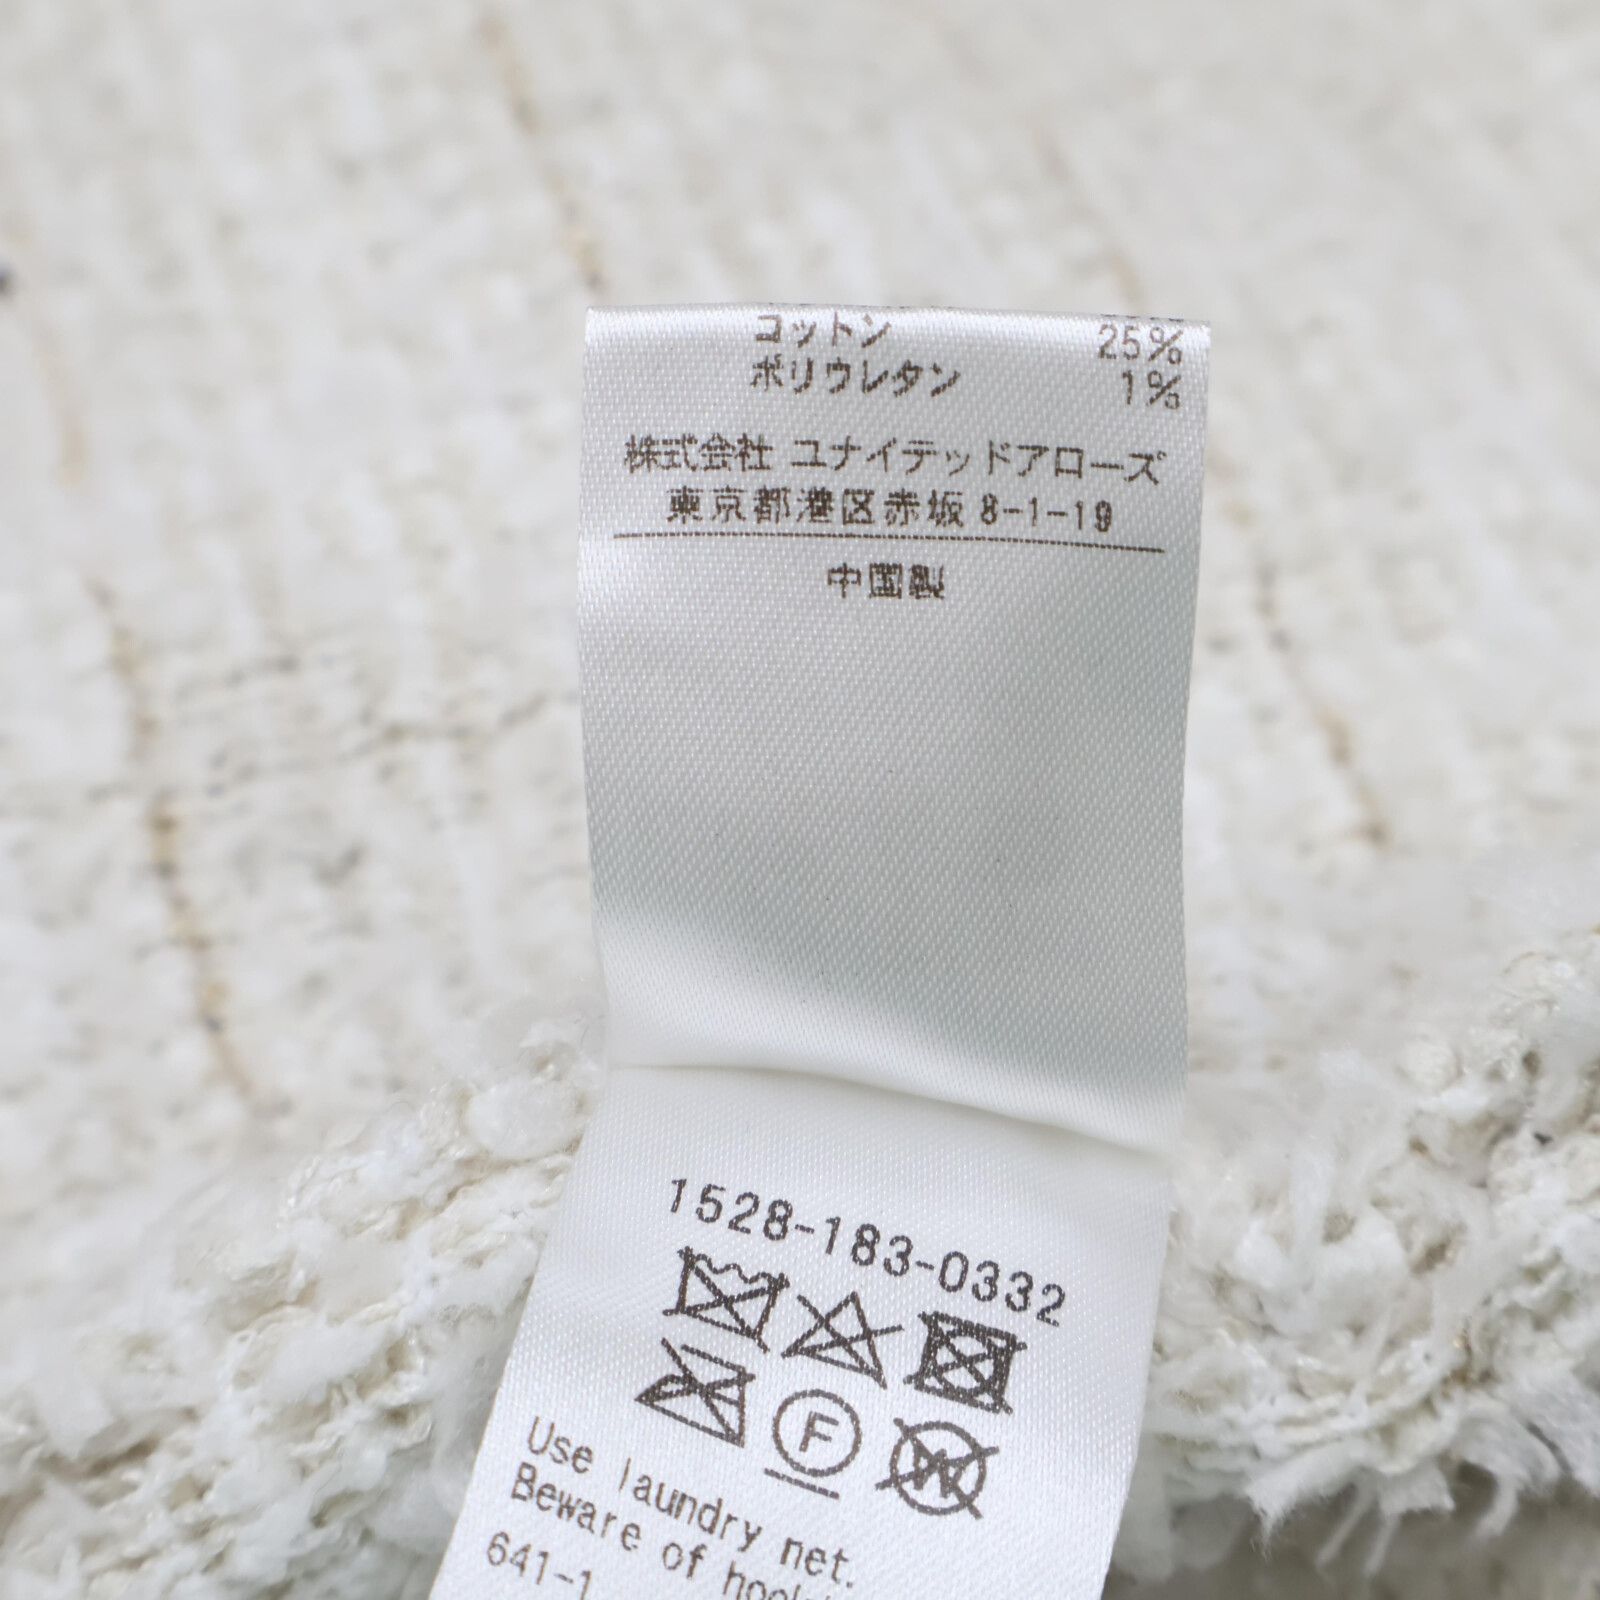 コットン 25%
ポリウレタン 1%
株式会社 ユナイテッドアローズ
東京都港区赤坂 8-1-19
中国製
1528-183-0332
F W
Use laundry net.
Beware of
641-1